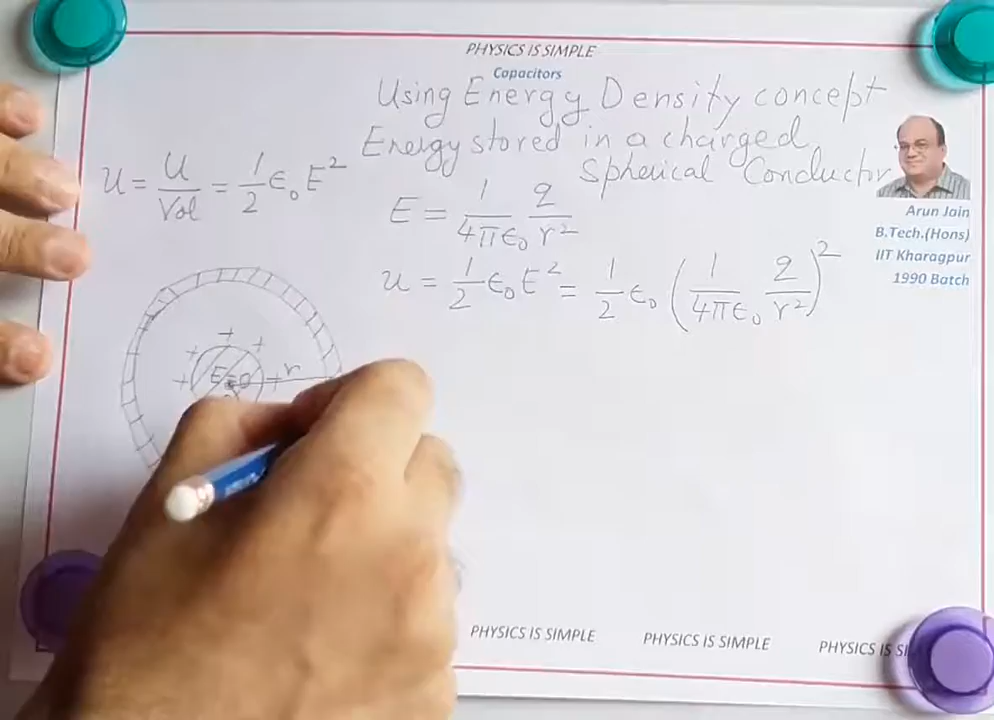 PHYSICS IS SIMPLE
Capacitors
Using Energy Density concept
Energy stored in a charged
Spherical Conductor
u = U/Vol = 1/2 ϵ₀ E²
E = 1/4πϵ₀ q/r²
u = 1/2 ϵ₀ E² = 1/2 ϵ₀ (1/4πϵ₀ q/r²)²
Arun Jain
B.Tech.(Hons)
IIT Kharagpur
1990 Batch
+ + + + +
r
E=0
PHYSICS IS SIMPLE PHYSICS IS SIMPLE PHYSICS IS SI